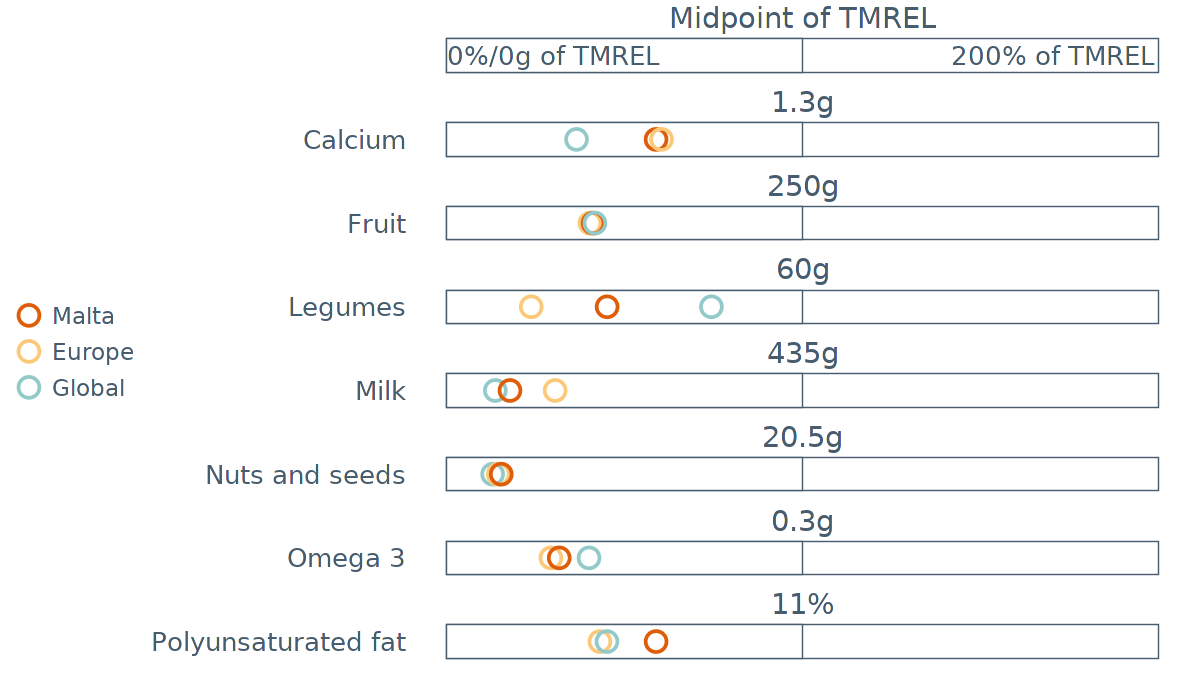 Midpoint of TMREL
0%/0g of TMREL 200% of TMREL
1.3g
Calcium
250g
Fruit
60g
Legumes
435g
Milk
20.5g
Nuts and seeds
0.3g
Omega 3
11%
Polyunsaturated fat
Malta
Europe
Global